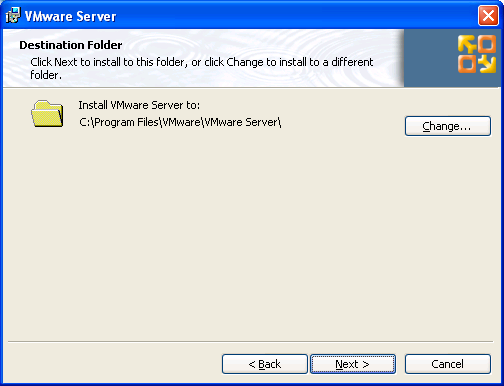 VMware Server
Destination Folder
Click Next to install to this folder, or click Change to install to a different
folder.
Install VMware Server to:
C:\Program Files\VMware\VMware Server\
Change...
< Back
Next >
Cancel